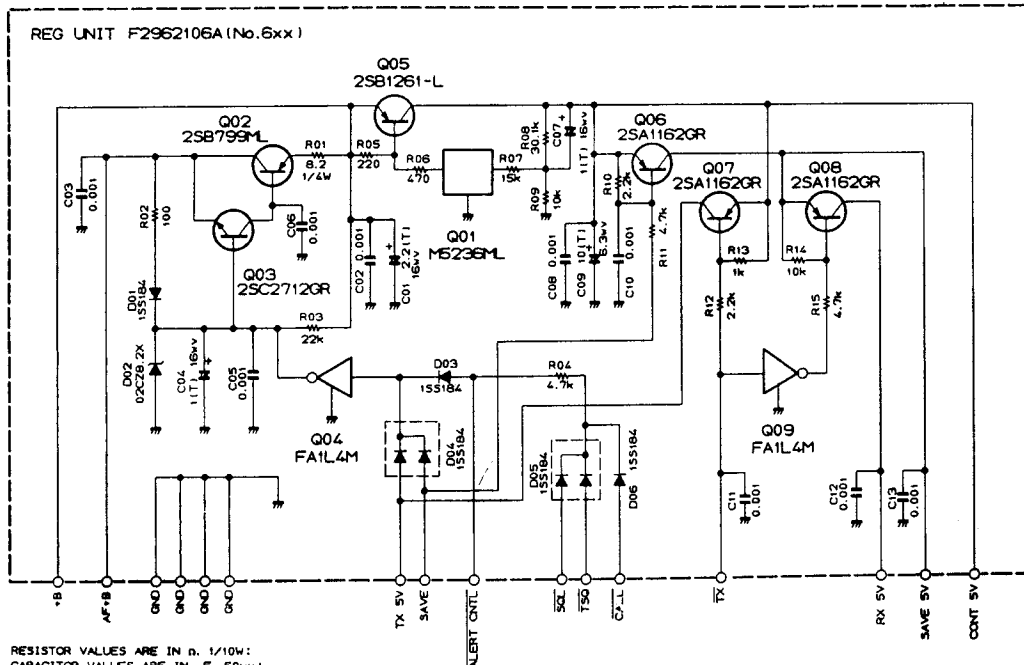 REG UNIT F2962106A (No.6xx)
Q05
2SB1261-L
Q02
2SB799ML
R01
8.2
1/4W
R05
220
R06
470
R07
15k
R08
30.1k
C07
1(T) 16wv
R09
10k
Q06
2SA1162GR
R10
2.2k
Q07
2SA1162GR
Q08
2SA1162GR
C03
0.001
R02
100
C06
0.001
Q03
2SC2712GR
Q01
M5236ML
C02 0.001
C01 2.2(T)
16wv
C08 0.001
C09 10(T)
6.3wv
C10 0.001
4.7k
R11
R13
1k
R14
10k
R12
2.2k
R15
4.7k
D01
1SS184
R03
22k
D02
02CZ8.2X
C04
1(T) 16wv
C05
0.001
Q04
FA1L4M
D03
1SS184
R04
4.7k
D04
1SS184
D05
1SS184
1SS184
D06
Q09
FA1L4M
C11
0.001
C12
0.001
C13
0.001
+B
AF+B
GND
GND
GND
GND
TX 5V
SAVE
ALERT CNTL
SQL
TSQ
CALL
TX
RX 5V
SAVE 5V
CONT 5V
RESISTOR VALUES ARE IN Ω, 1/10W;